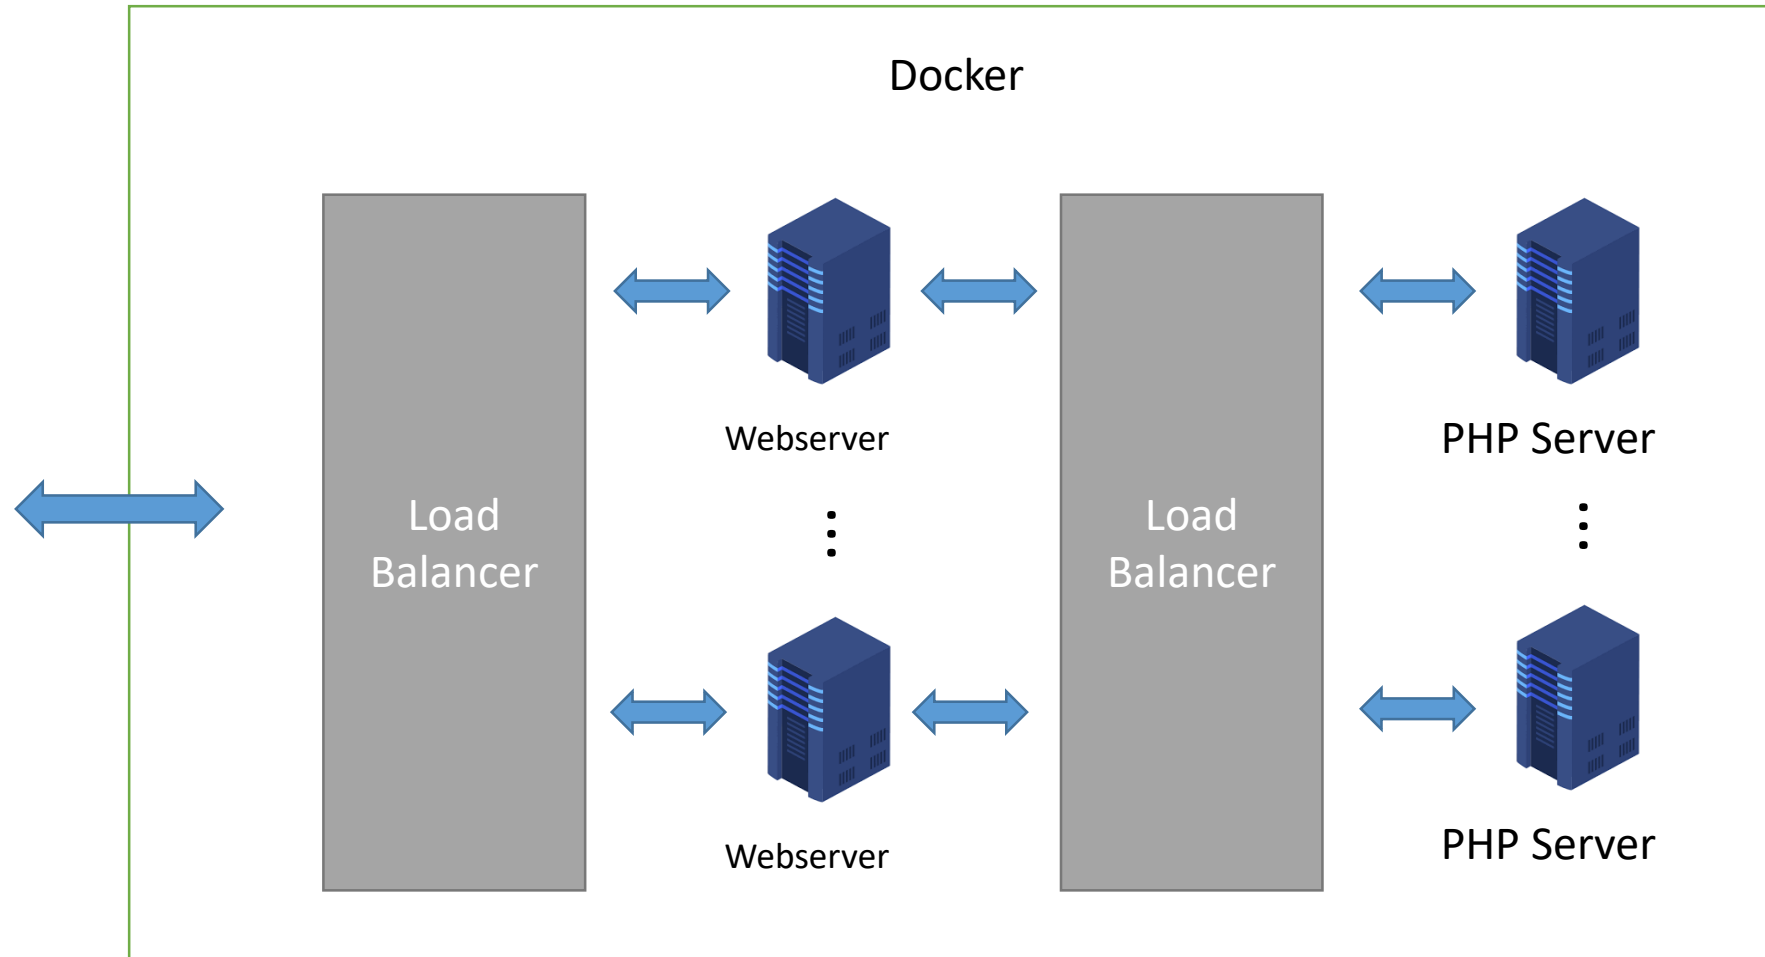 Docker
Load
Balancer
Webserver
Webserver
Load
Balancer
PHP Server
PHP Server